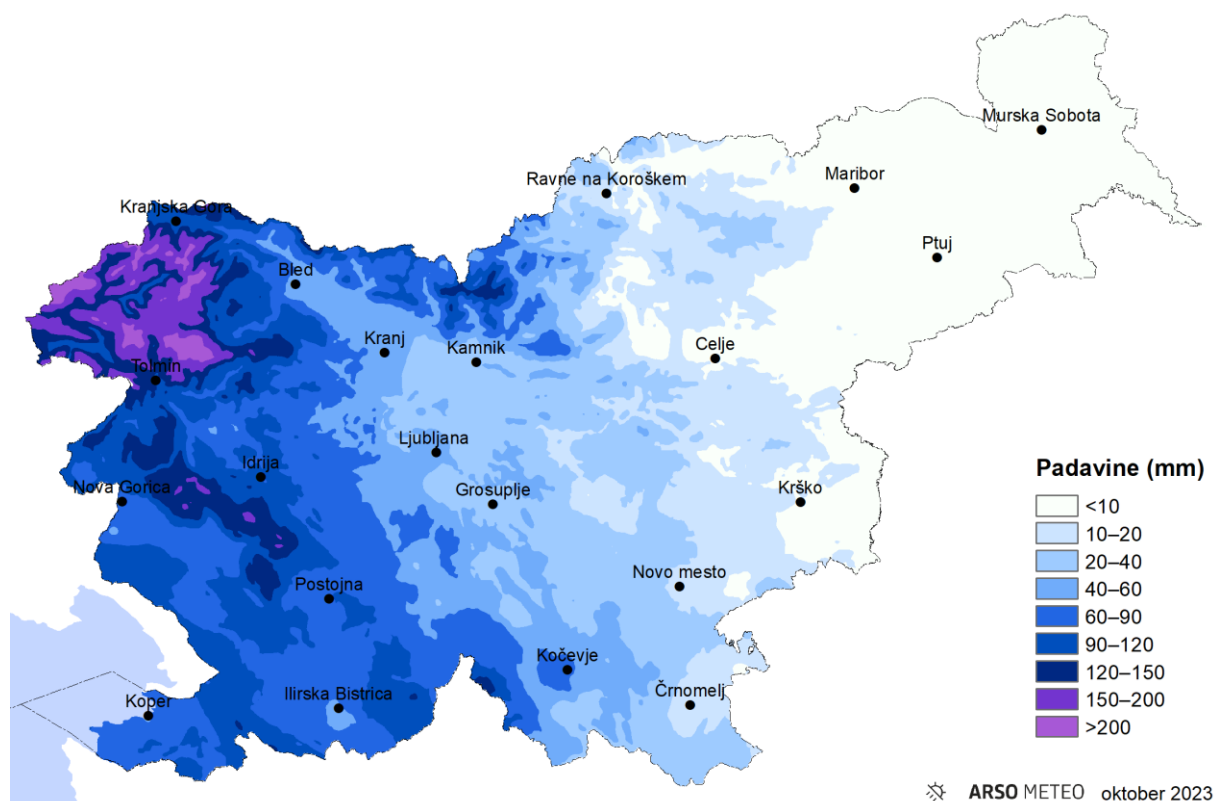 Murska Sobota
Ravne na Koroškem
Maribor
Kranjska Gora
Ptuj
Bled
Kranj
Kamnik
Celje
Tolmin
Ljubljana
Idrija
Nova Gorica
Grosuplje
Krško
Postojna
Novo mesto
Kočevje
Koper
Ilirska Bistrica
Črnomelj
Padavine (mm)
<10
10–20
20–40
40–60
60–90
90–120
120–150
150–200
>200
ARSO METEO oktober 2023